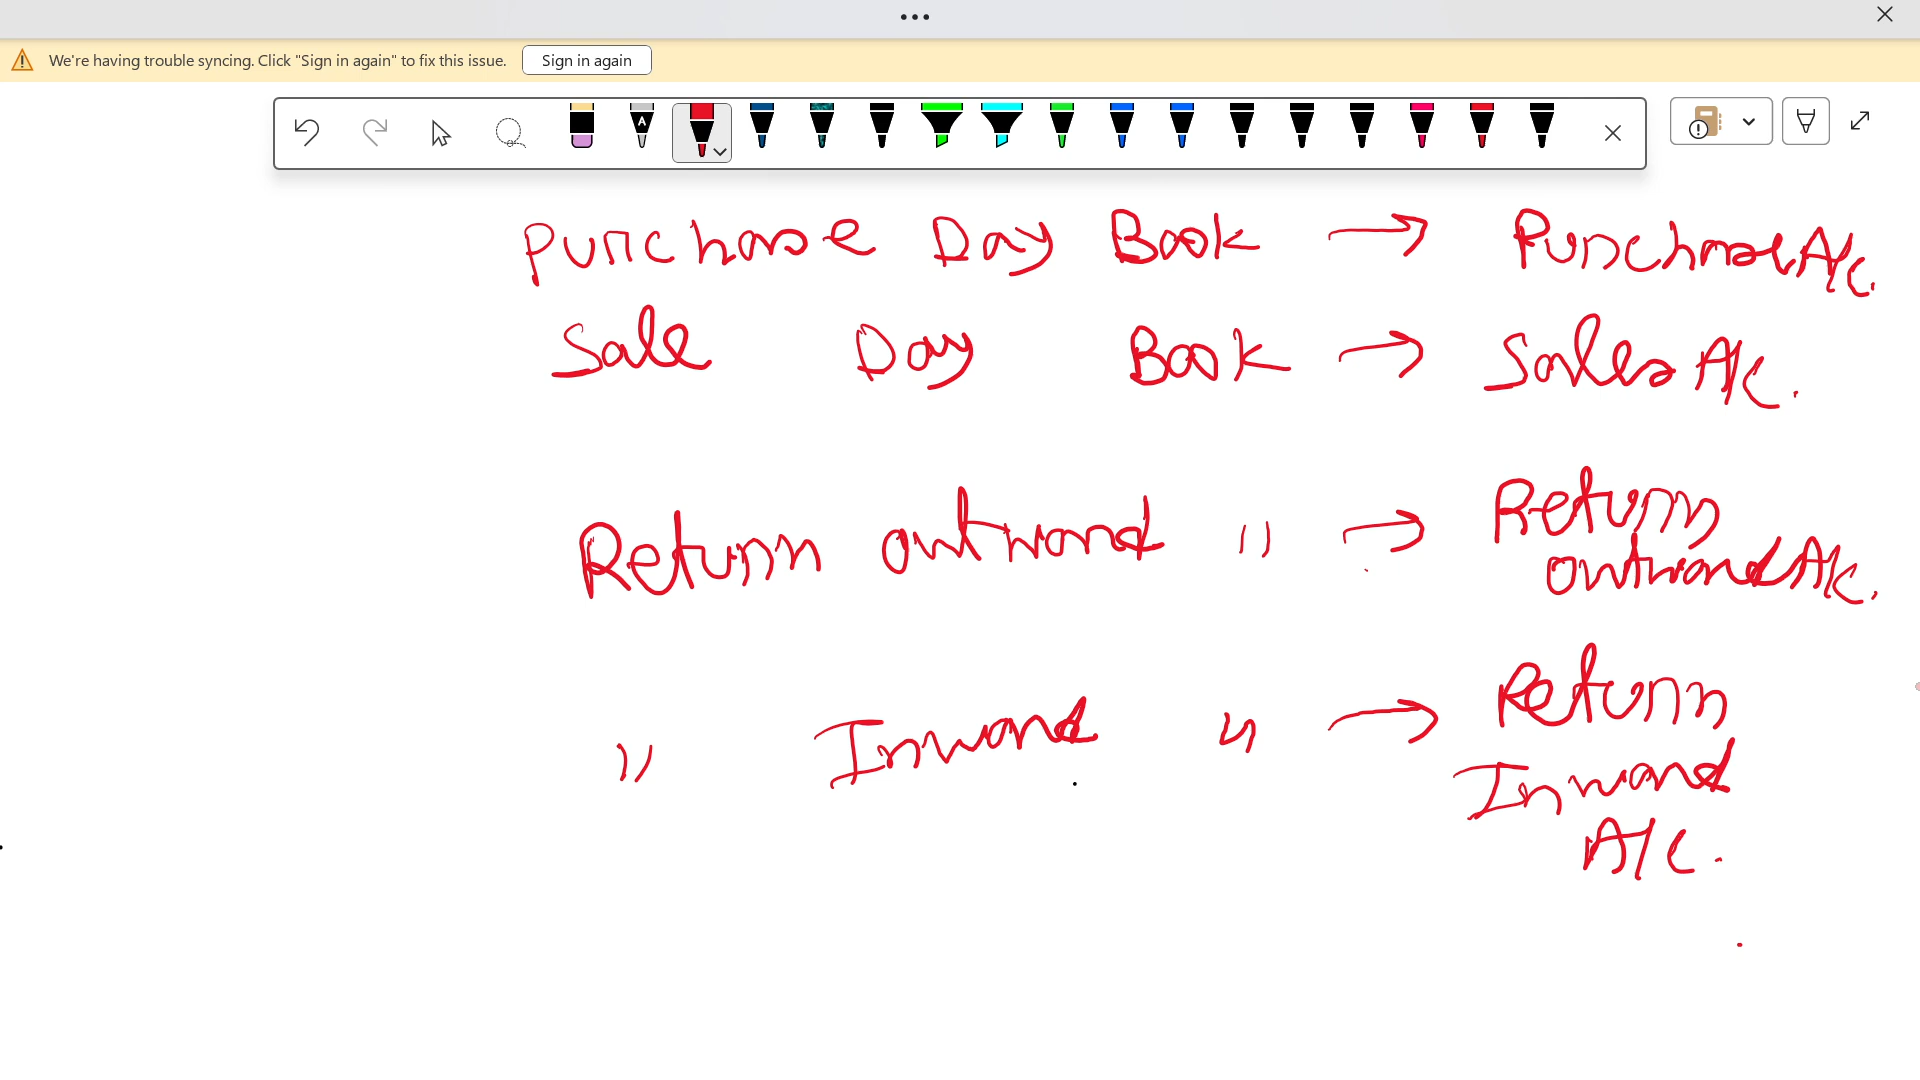 We're having trouble syncing. Click "Sign in again" to fix this issue. Sign in again
A
Purchase Day Book → Purchase A/c.
Sale Day Book → Sales A/c.
Return outward " → Return
outward A/c.
" Inward " → Return
Inward
A/c.